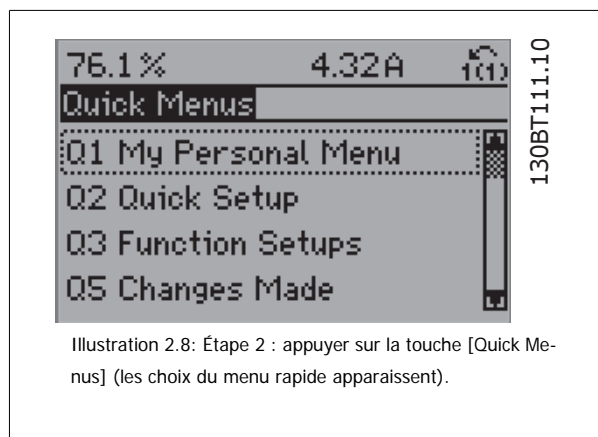 76.1% 4.32A 1(1)
Quick Menus
Q1 My Personal Menu
Q2 Quick Setup
Q3 Function Setups
Q5 Changes Made
130BT111.10
Illustration 2.8: Étape 2 : appuyer sur la touche [Quick Me-
nus] (les choix du menu rapide apparaissent).